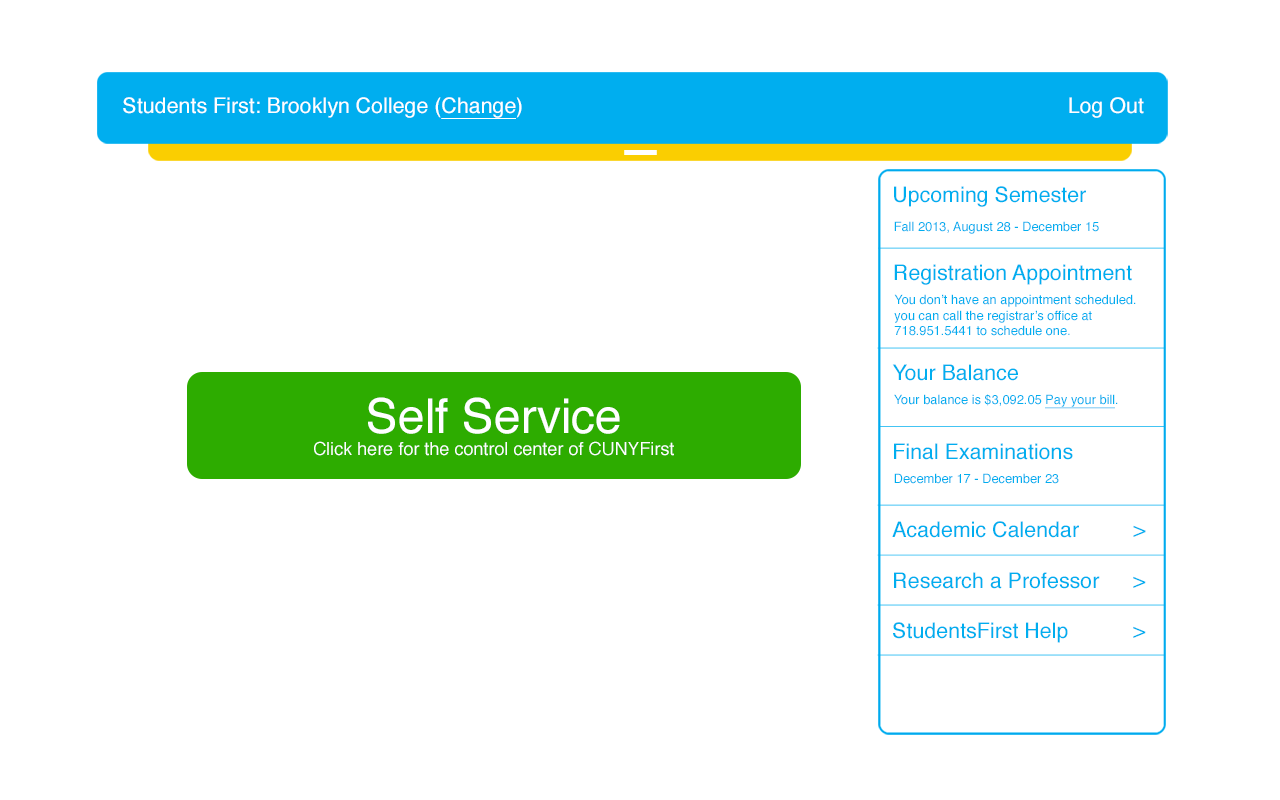 Students First: Brooklyn College (Change)
Log Out
Self Service
Click here for the control center of CUNYFirst
Upcoming Semester
Fall 2013, August 28 - December 15
Registration Appointment
You don’t have an appointment scheduled.
you can call the registrar’s office at
718.951.5441 to schedule one.
Your Balance
Your balance is $3,092.05 Pay your bill.
Final Examinations
December 17 - December 23
Academic Calendar >
Research a Professor >
StudentsFirst Help >